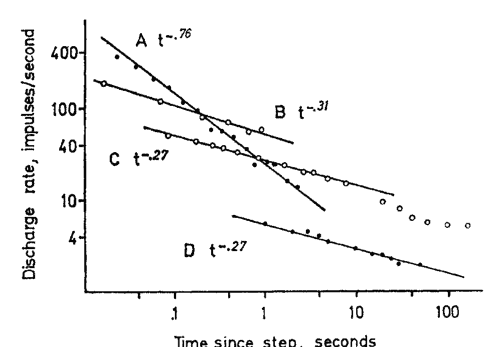 A t⁻·⁷⁶
400
B t⁻·³¹
100
40
C t⁻·²⁷
10
4
D t⁻·²⁷
Discharge rate, impulses/second
.1
1
10
100
Time since step, seconds